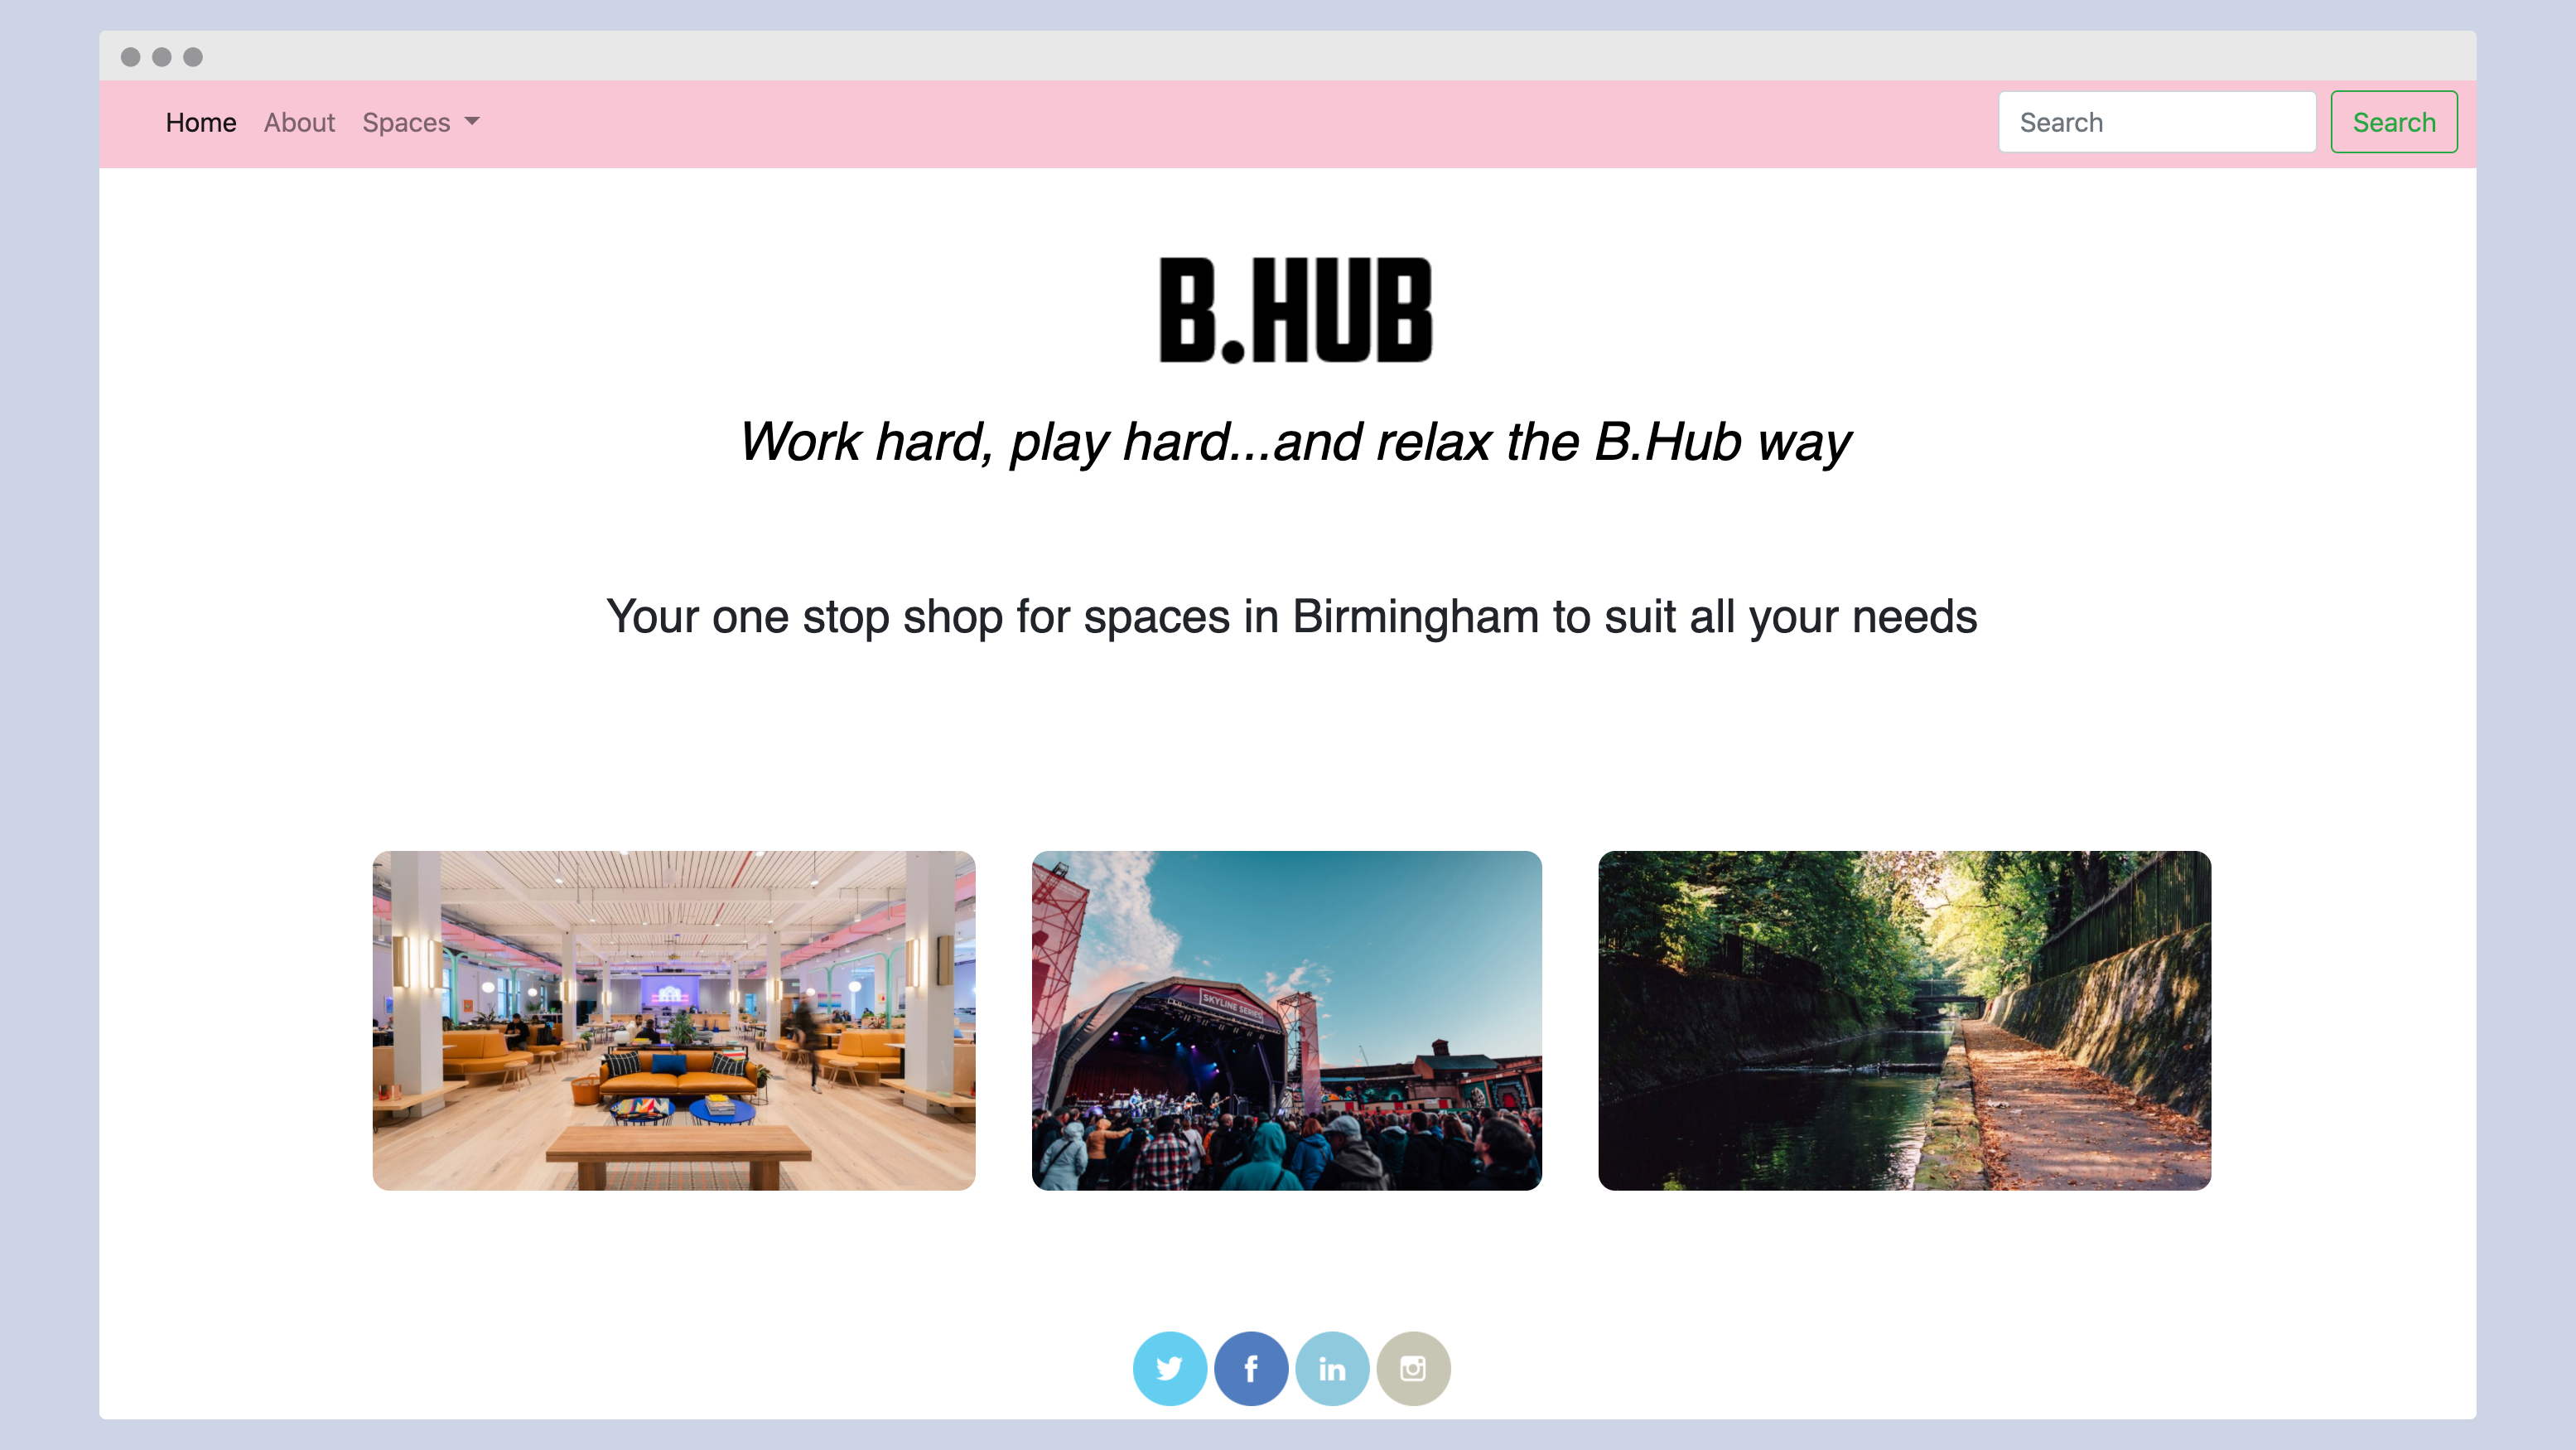 Home About Spaces
Search Search
B.HUB
Work hard, play hard...and relax the B.Hub way
Your one stop shop for spaces in Birmingham to suit all your needs
SKYLINE SERIES
f in